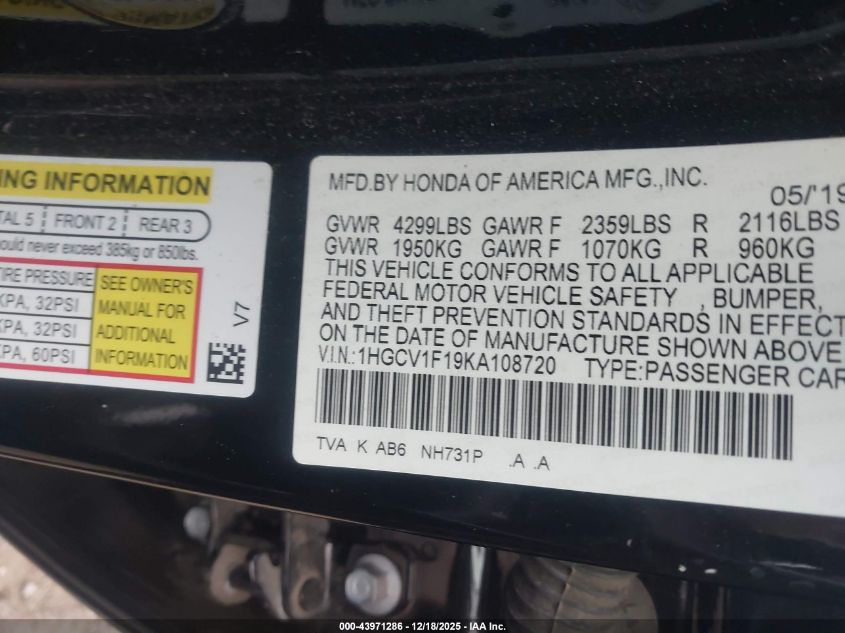 ING INFORMATION
TAL 5 FRONT 2 REAR 3
ould never exceed 385kg or 850lbs.
TIRE PRESSURE
SEE OWNER'S
MANUAL FOR
ADDITIONAL
INFORMATION
KPA, 32PSI
KPA, 32PSI
KPA, 60PSI
V7
MFD.BY HONDA OF AMERICA MFG.,INC.
05/'19
GVWR 4299LBS GAWR F 2359LBS R 2116LBS
GVWR 1950KG GAWR F 1070KG R 960KG
THIS VEHICLE CONFORMS TO ALL APPLICABLE
FEDERAL MOTOR VEHICLE SAFETY , BUMPER,
AND THEFT PREVENTION STANDARDS IN EFFECT
ON THE DATE OF MANUFACTURE SHOWN ABOVE
V.I.N.:1HGCV1F19KA108720 TYPE:PASSENGER CAR
TVA K AB6 NH731P .A .A
000-43971286 - 12/18/2025 - IAAI Inc.